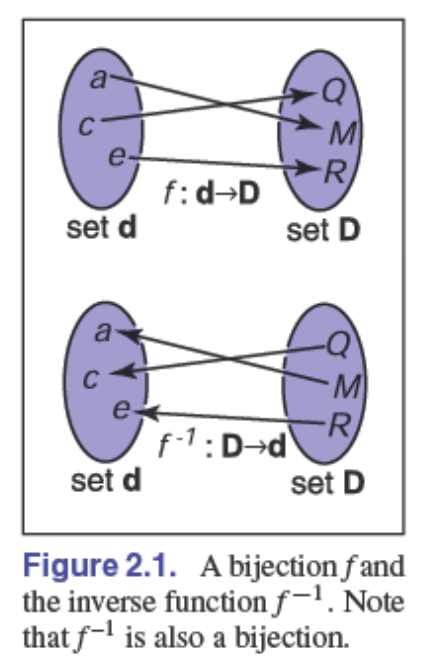 a
c
e
Q
M
R
f: d→D
set d
set D
a
c
e
Q
M
R
f⁻¹: D→d
set d
set D
Figure 2.1. A bijection f and
the inverse function f⁻¹. Note
that f⁻¹ is also a bijection.